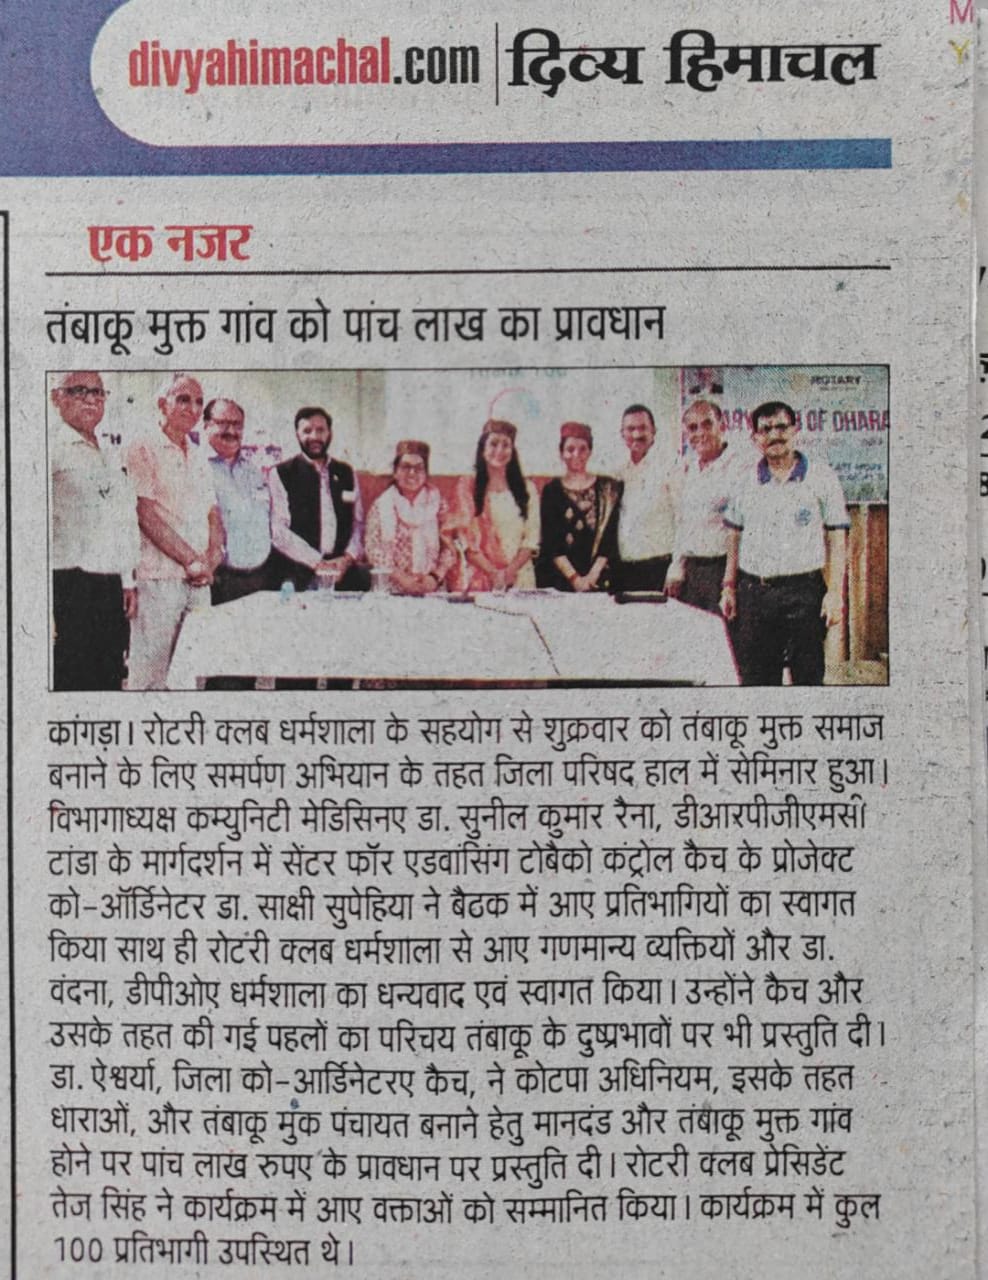 divyahimachal.com | दिव्य हिमाचल
एक नजर
तंबाकू मुक्त गांव को पांच लाख का प्रावधान
ROTARY
OF DHARA
कांगड़ा। रोटरी क्लब धर्मशाला के सहयोग से शुक्रवार को तंबाकू मुक्त समाज
बनाने के लिए समर्पण अभियान के तहत जिला परिषद हाल में सेमिनार हुआ।
विभागाध्यक्ष कम्युनिटी मेडिसिनए डा. सुनील कुमार रैना, डीआरपीजीएमसी
टांडा के मार्गदर्शन में सेंटर फॉर एडवांसिंग टोबैको कंट्रोल कैच के प्रोजेक्ट
को-ऑर्डिनेटर डा. साक्षी सुपेहिया ने बैठक में आए प्रतिभागियों का स्वागत
किया साथ ही रोटरी क्लब धर्मशाला से आए गणमान्य व्यक्तियों और डा.
वंदना, डीपीओए धर्मशाला का धन्यवाद एवं स्वागत किया। उन्होंने कैच और
उसके तहत की गई पहलों का परिचय तंबाकू के दुष्प्रभावों पर भी प्रस्तुति दी।
डा. ऐश्वर्या, जिला को-आर्डिनेटरए कैच, ने कोटपा अधिनियम, इसके तहत
धाराओं, और तंबाकू मुक पंचायत बनाने हेतु मानदंड और तंबाकू मुक्त गांव
होने पर पांच लाख रुपए के प्रावधान पर प्रस्तुति दी। रोटरी क्लब प्रेसिडेंट
तेज सिंह ने कार्यक्रम में आए वक्ताओं को सम्मानित किया। कार्यक्रम में कुल
100 प्रतिभागी उपस्थित थे।